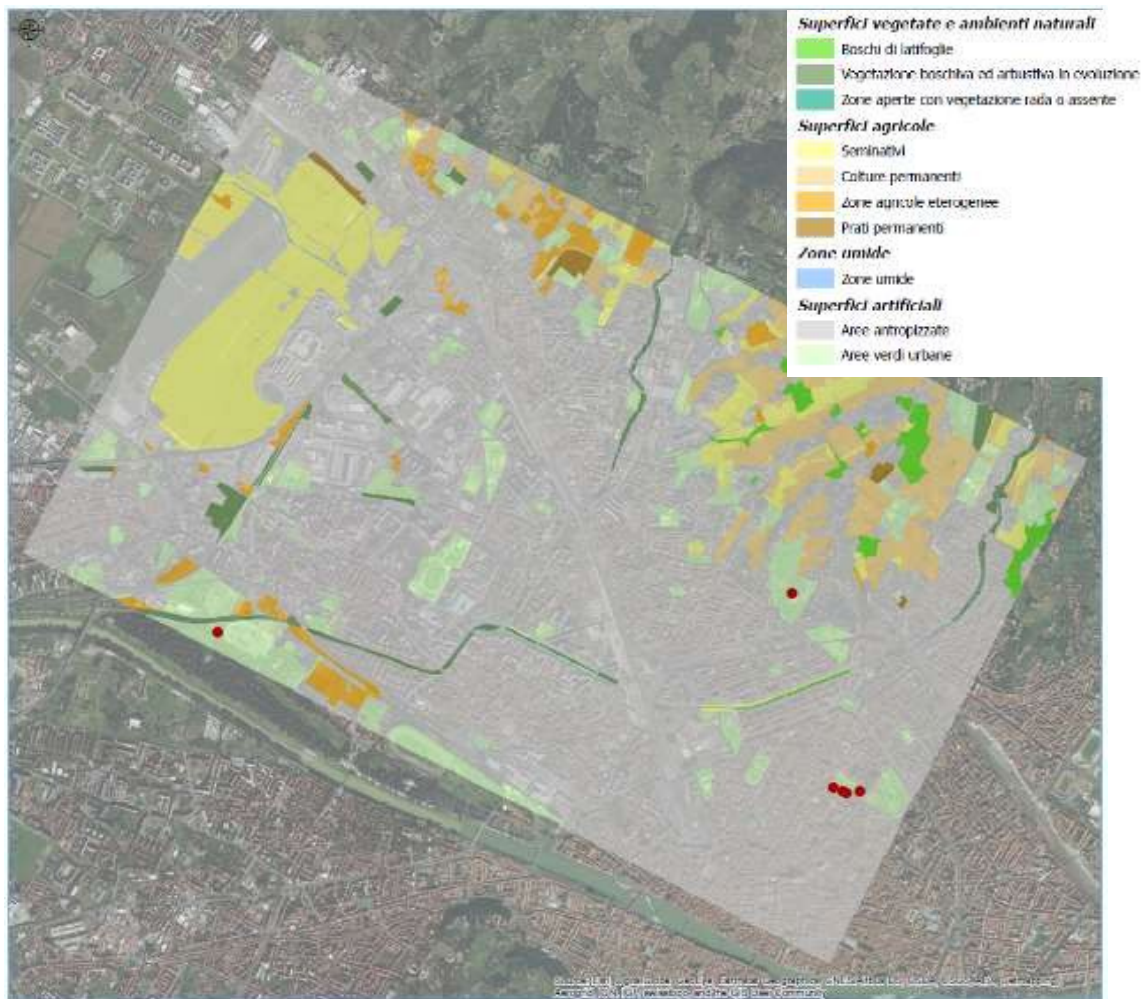 Superfici vegetate e ambienti naturali
Boschi di latifoglie
Vegetazione boschiva ed arbustiva in evoluzione
Zone aperte con vegetazione rada o assente
Superfici agricole
Seminativi
Colture permanenti
Zone agricole eterogenee
Prati permanenti
Zone umide
Zone umide
Superfici artificiali
Aree antropizzate
Aree verdi urbane